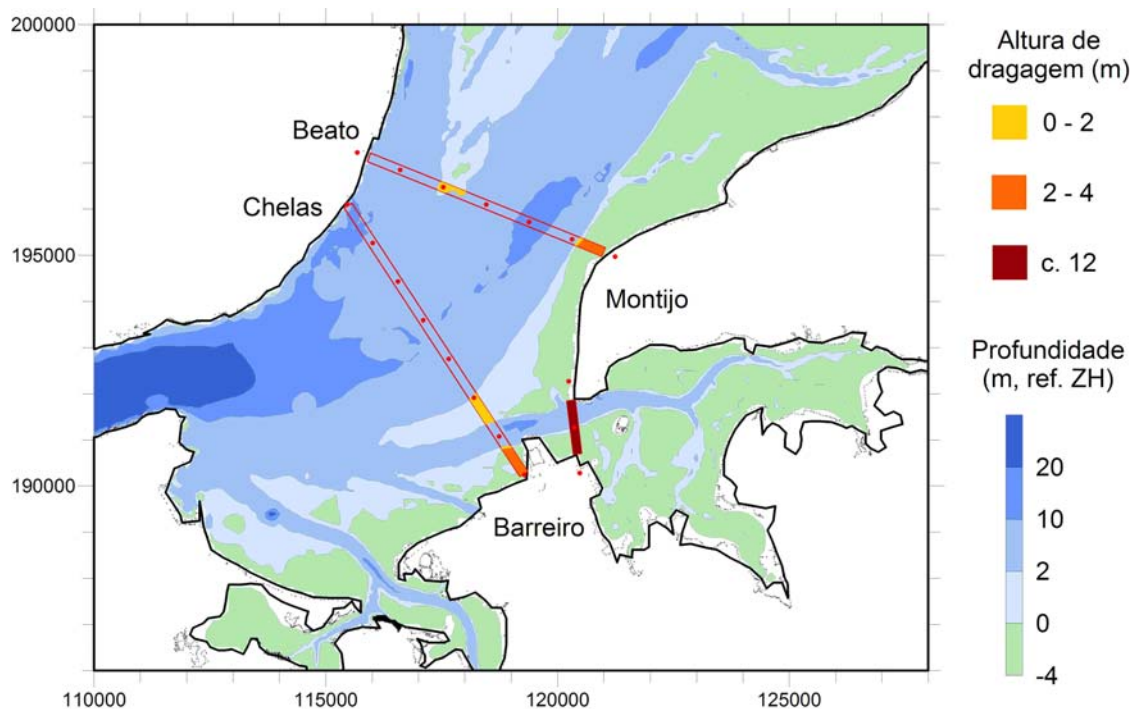 200000
195000
190000
110000
115000
120000
125000
Beato
Chelas
Montijo
Barreiro
Altura de
dragagem (m)
0 - 2
2 - 4
c. 12
Profundidade
(m, ref. ZH)
20
10
2
0
-4